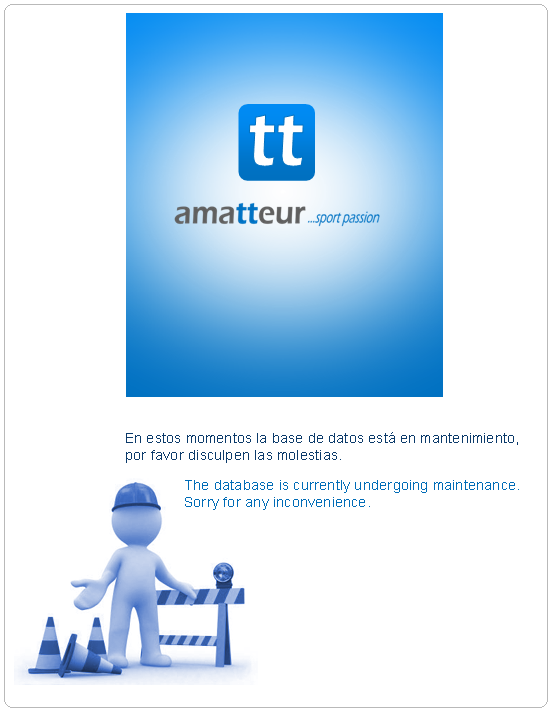 tt
amatteur ...sport passion
En estos momentos la base de datos está en mantenimiento,
por favor disculpen las molestias.
The database is currently undergoing maintenance.
Sorry for any inconvenience.